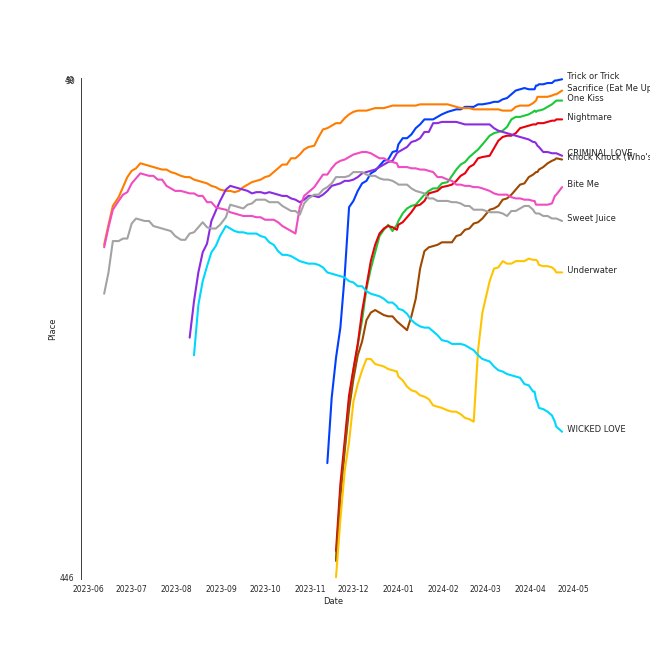 Trick or Trick
Sacrifice (Eat Me Up
One Kiss
Nightmare
CRIMINAL LOVE
Knock Knock (Who's
Bite Me
Sweet Juice
Underwater
WICKED LOVE
Place
446
2023-06 2023-07 2023-08 2023-09 2023-10 2023-11 2023-12 2024-01 2024-02 2024-03 2024-04 2024-05
Date